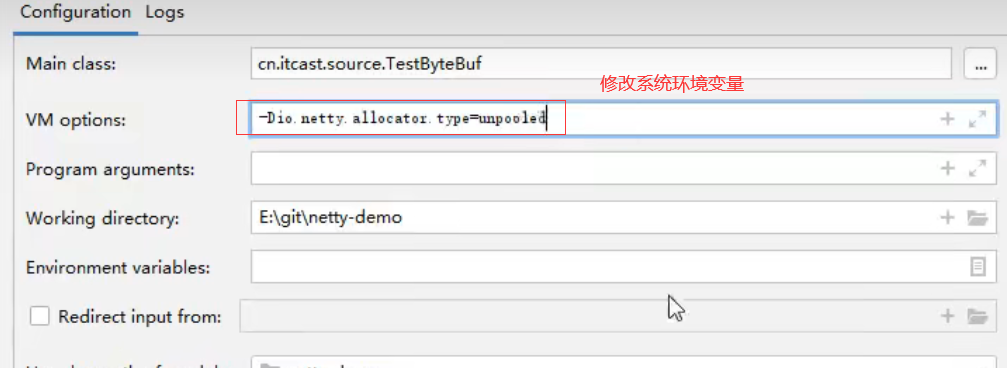 Configuration Logs
Main class: cn.itcast.source.TestByteBuf ...
修改系统环境变量
VM options: -Dio.netty.allocator.type=unpooled
Program arguments:
Working directory: E:\git\netty-demo
Environment variables:
Redirect input from: